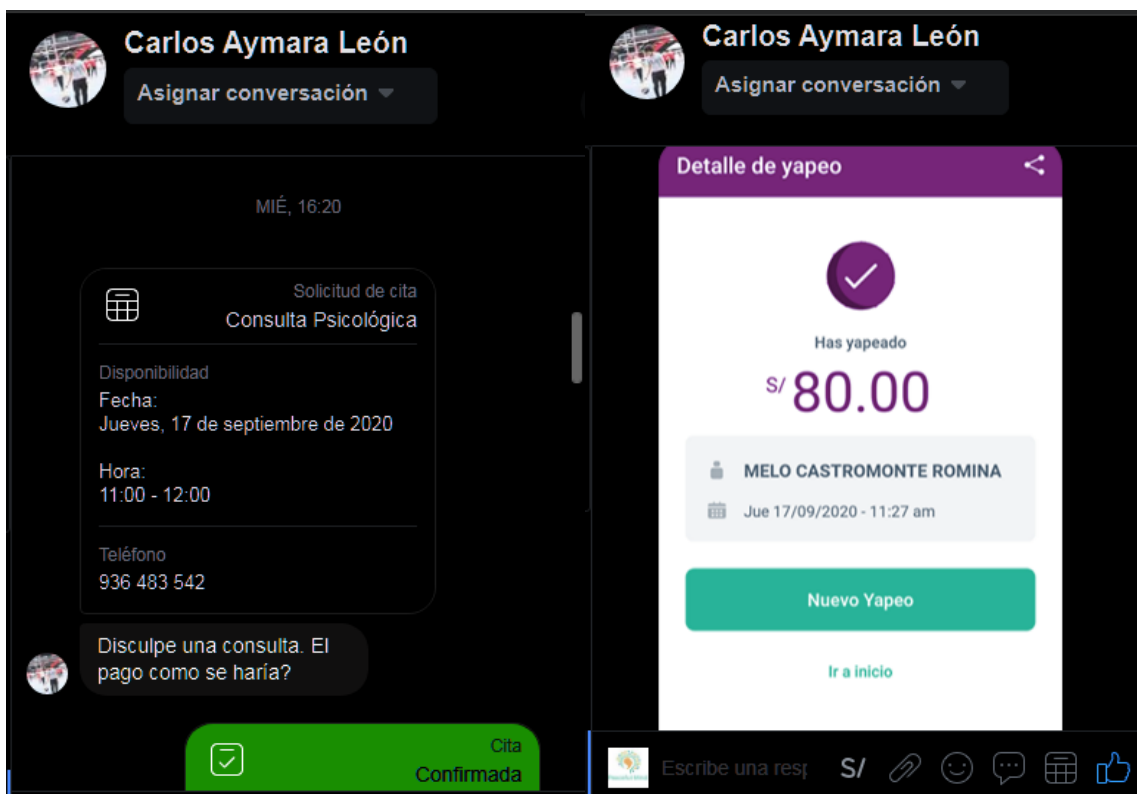 Carlos Aymara León
Asignar conversación
MIÉ, 16:20
Solicitud de cita
Consulta Psicológica
Disponibilidad
Fecha:
Jueves, 17 de septiembre de 2020
Hora:
11:00 - 12:00
Teléfono
936 483 542
Disculpe una consulta. El
pago como se haría?
Cita
Confirmada
Carlos Aymara León
Asignar conversación
Detalle de yapeo
Has yapeado
S/ 80.00
MELO CASTROMONTE ROMINA
Jue 17/09/2020 - 11:27 am
Nuevo Yapeo
Ir a inicio
Escribe una resp
S/